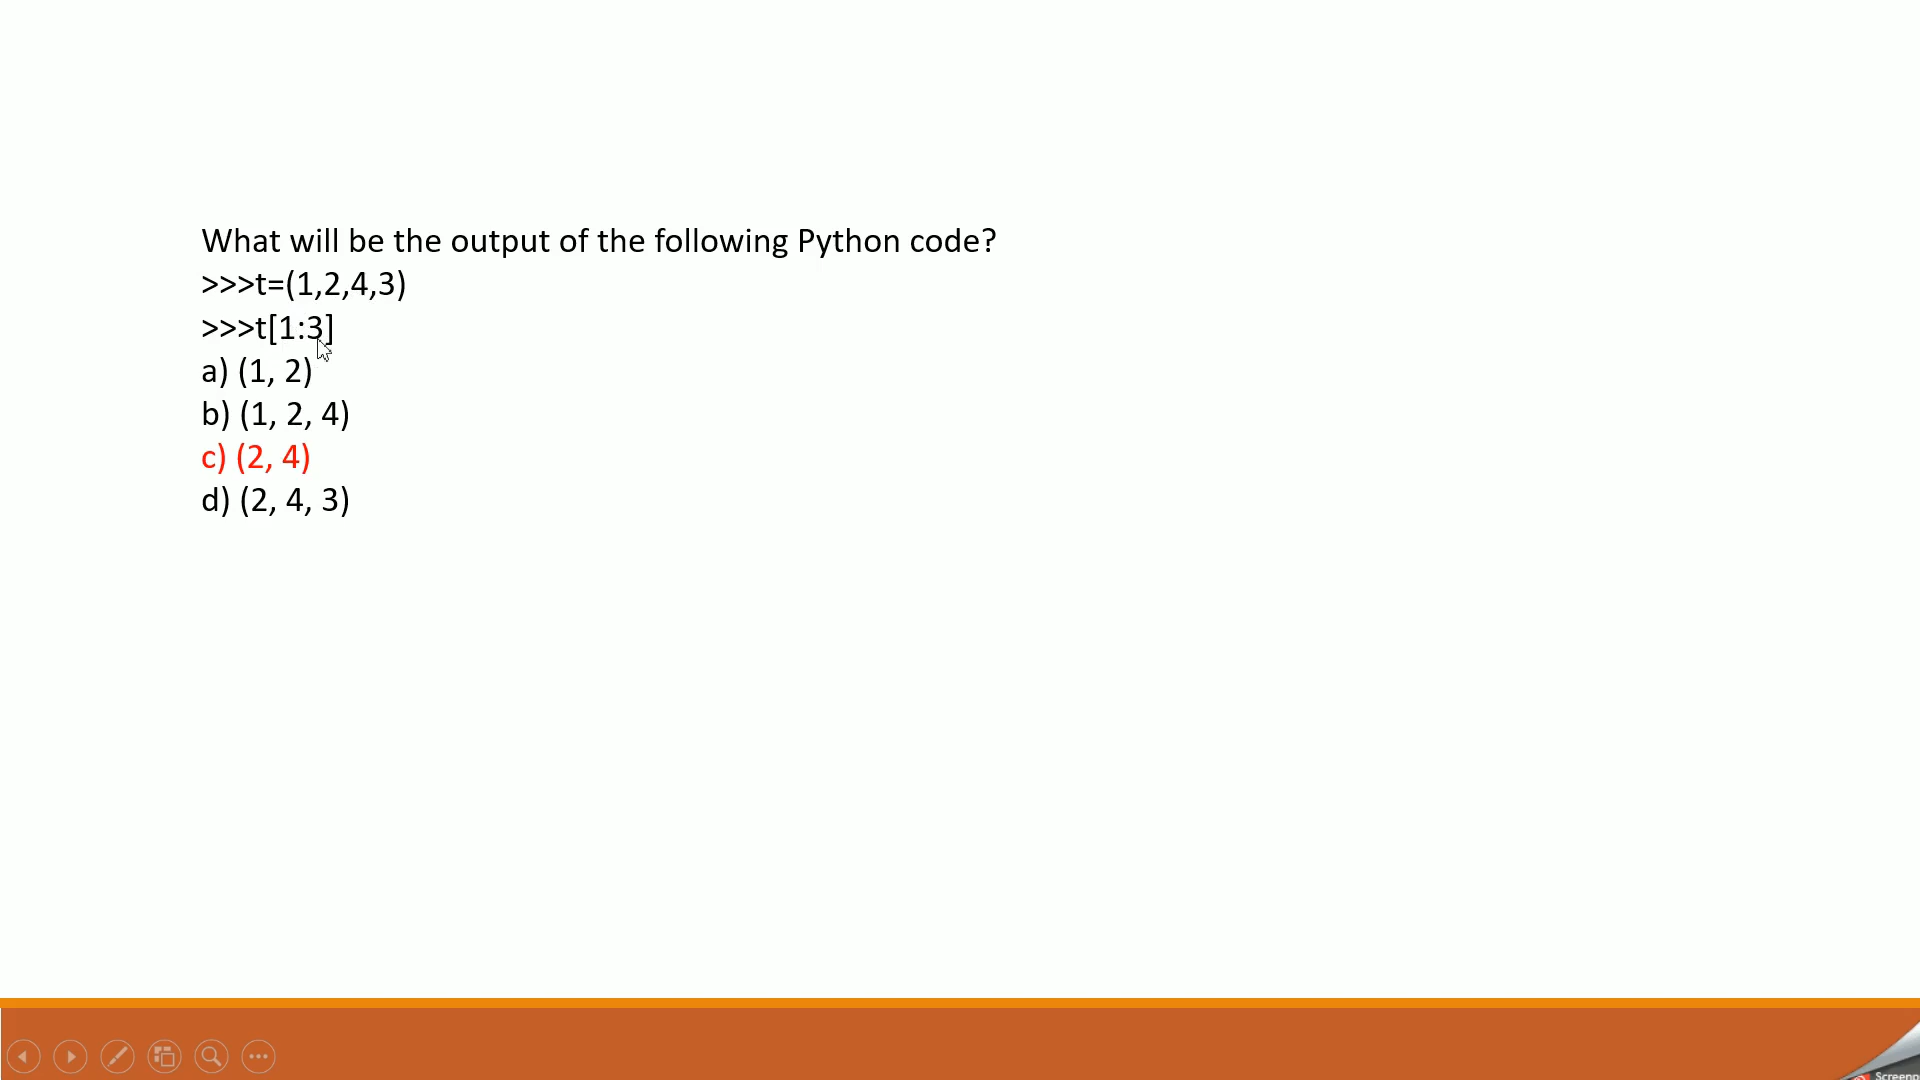 What will be the output of the following Python code?
>>>t=(1,2,4,3)
>>>t[1:3]
a) (1, 2)
b) (1, 2, 4)
c) (2, 4)
d) (2, 4, 3)